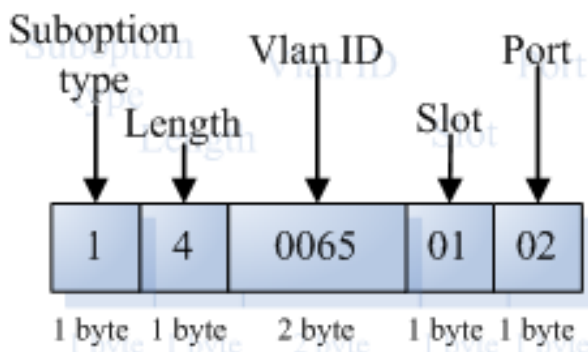 Suboption type
Length
Vlan ID
Slot
Port
1 4 0065 01 02
1 byte 1 byte 2 byte 1 byte 1 byte